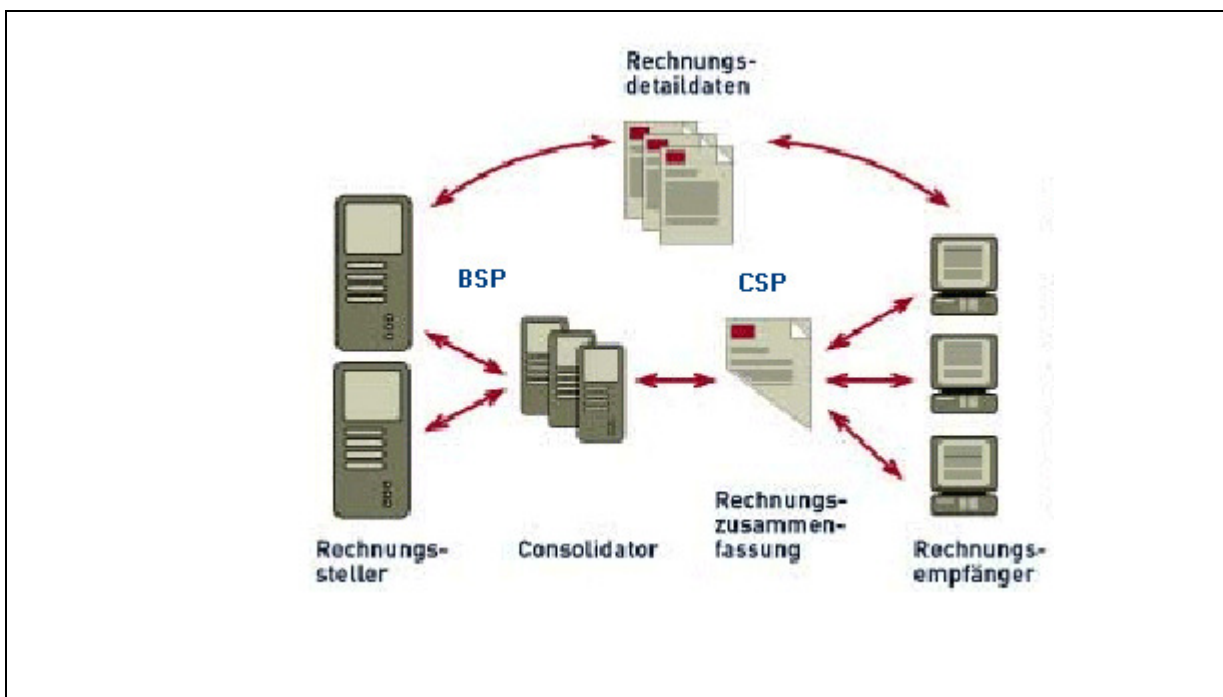 Rechnungs-
detaildaten
BSP
CSP
Rechnungs-
steller
Consolidator
Rechnungs-
zusammen-
fassung
Rechnungs-
empfänger